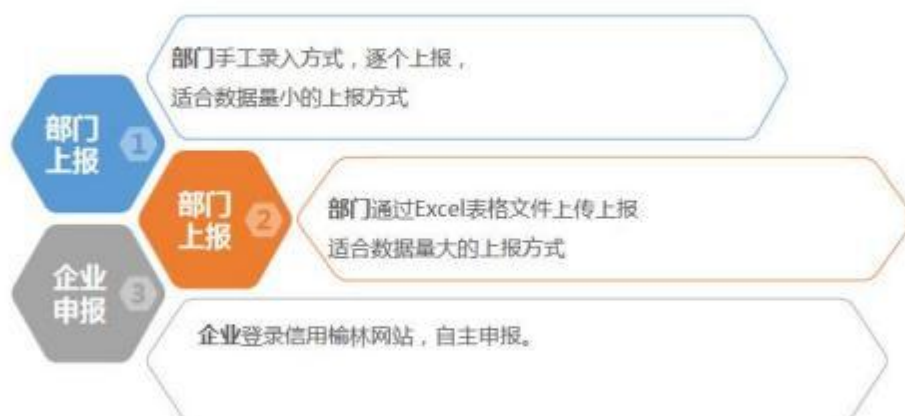 部门手工录入方式，逐个上报，
适合数据量小的上报方式
部门
上报
1
部门
上报
2
部门通过Excel表格文件上传上报
适合数据量大的上报方式
企业
申报
3
企业登录信用榆林网站，自主申报。